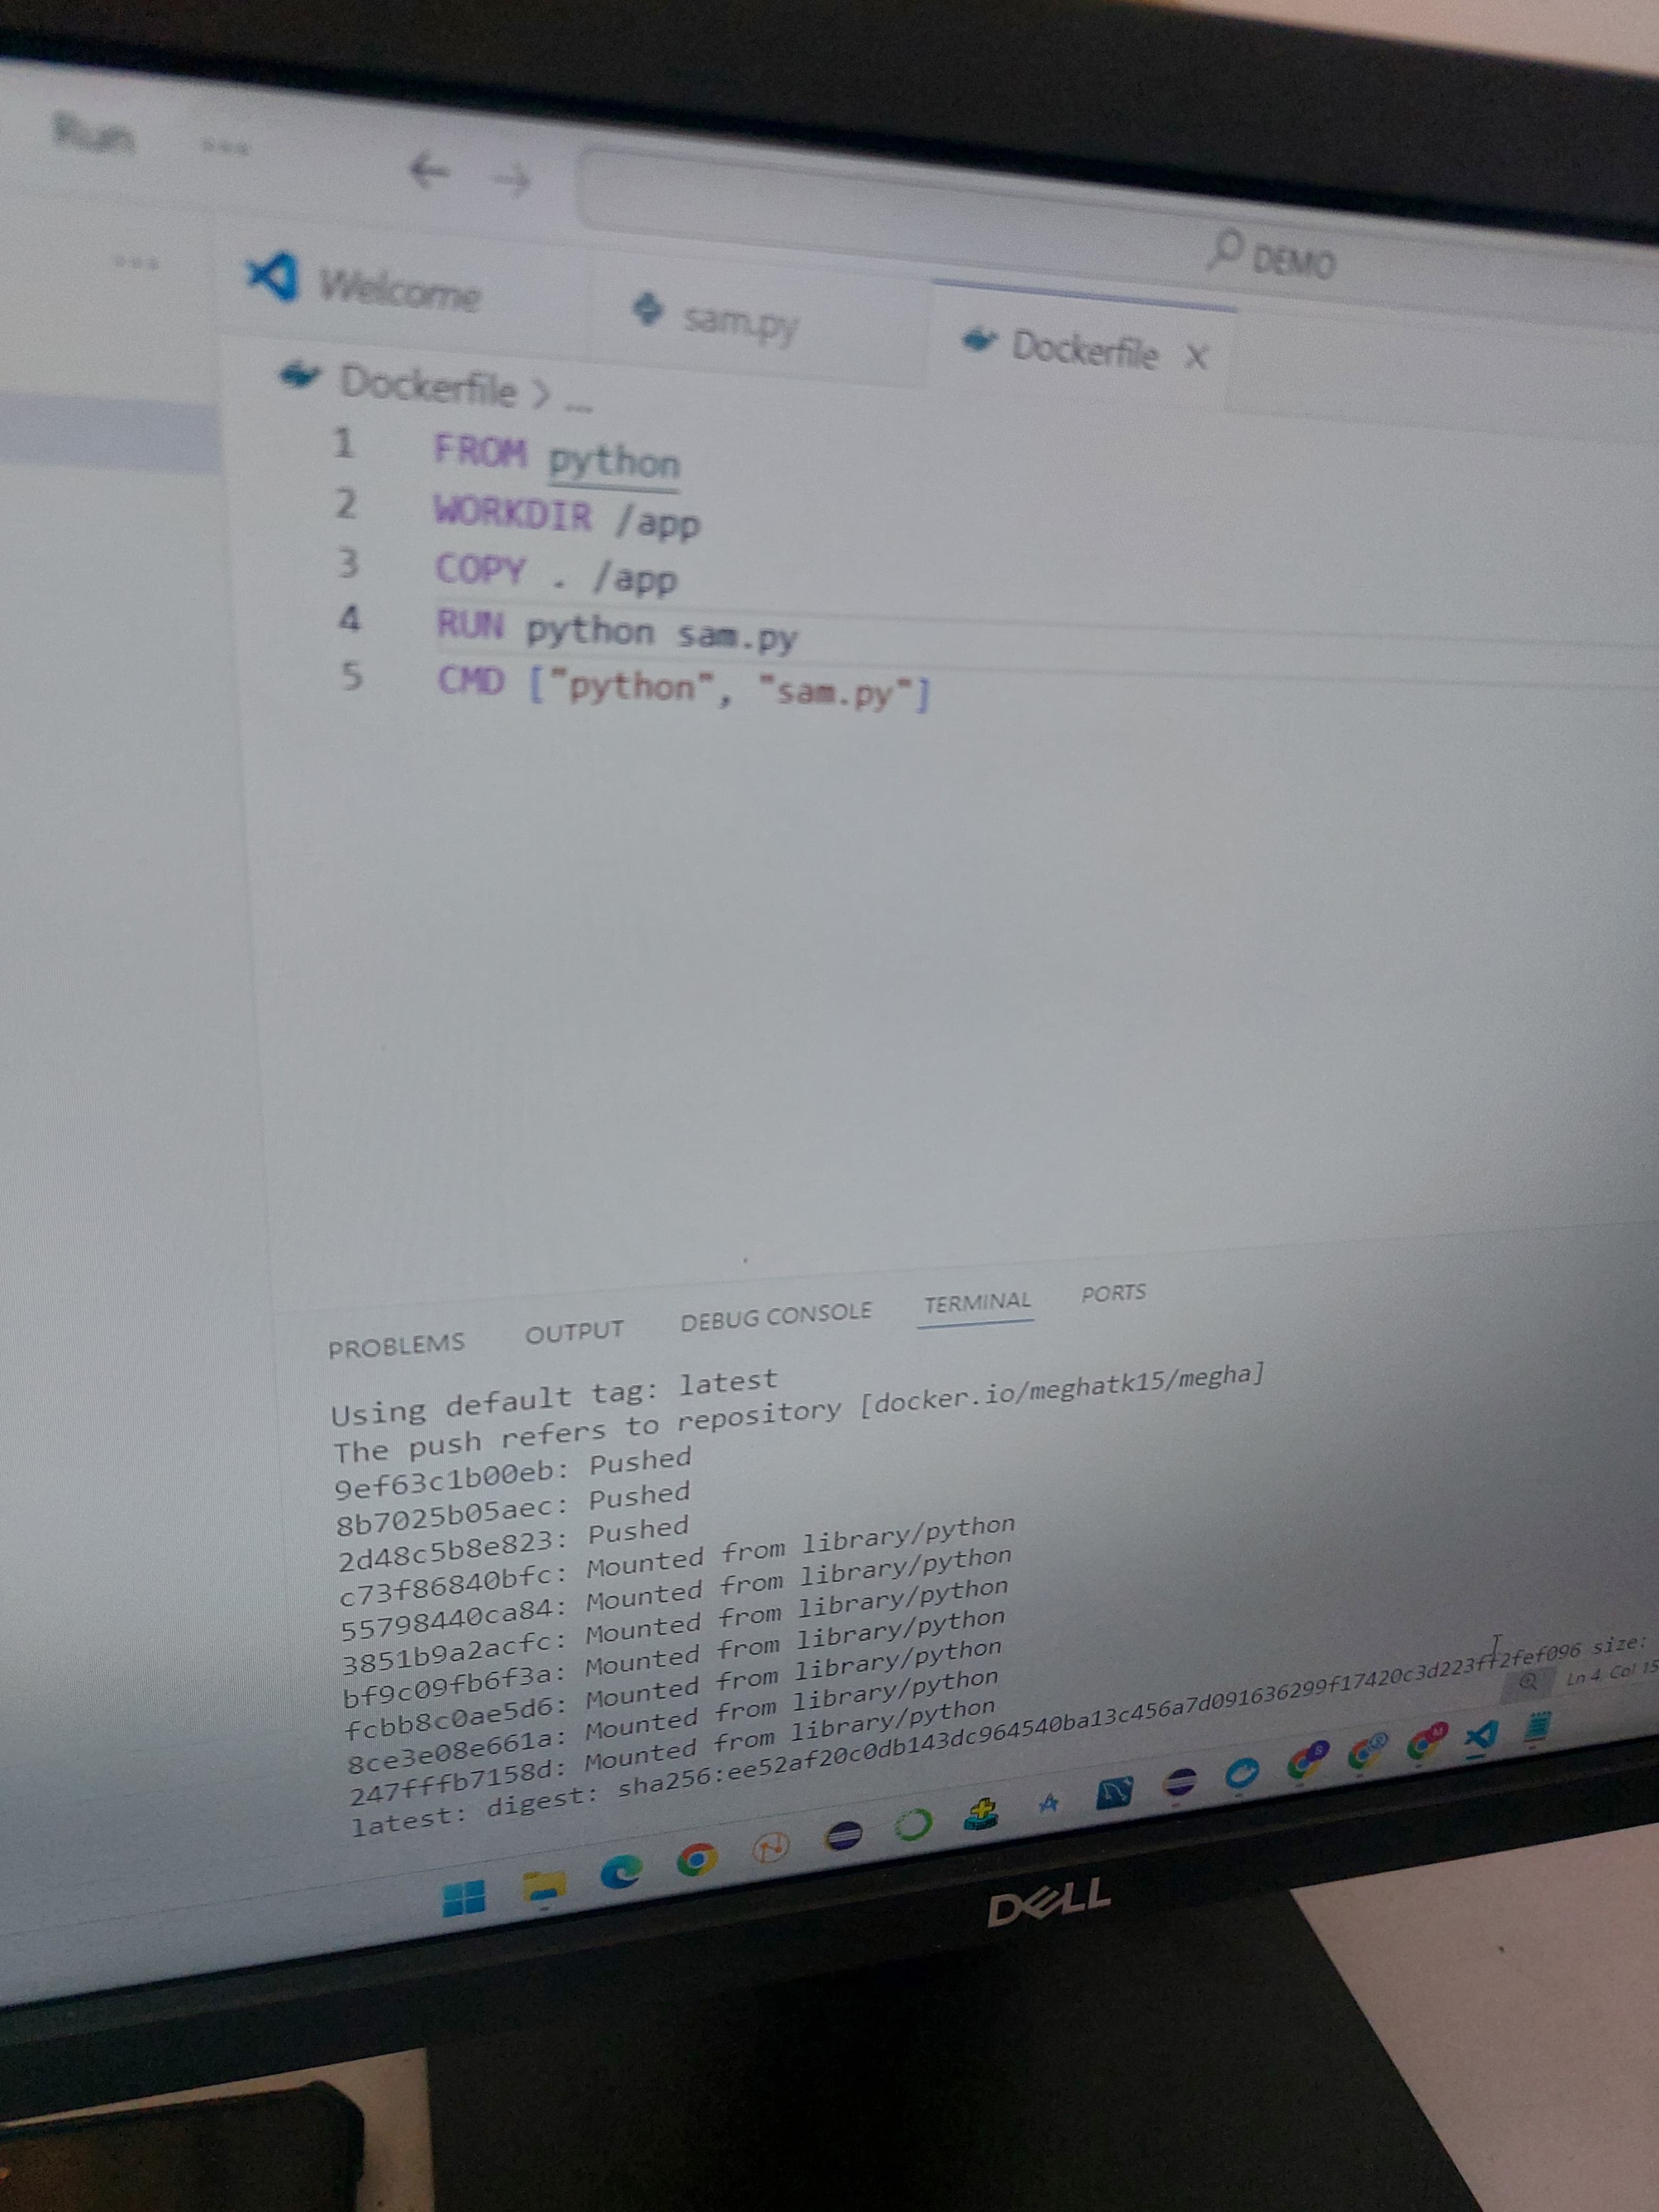 Run ...
DEMO
...
Welcome
sam.py
Dockerfile X
Dockerfile > ...
1 FROM python
2 WORKDIR /app
3 COPY . /app
4 RUN python sam.py
5 CMD ["python", "sam.py"]
PROBLEMS OUTPUT DEBUG CONSOLE TERMINAL PORTS
Using default tag: latest
The push refers to repository [docker.io/meghatk15/megha]
9ef63c1b00eb: Pushed
8b7025b05aec: Pushed
2d48c5b8e823: Pushed
c73f86840bfc: Mounted from library/python
55798440ca84: Mounted from library/python
3851b9a2acfc: Mounted from library/python
bf9c09fb6f3a: Mounted from library/python
fcbb8c0ae5d6: Mounted from library/python
8ce3e08e661a: Mounted from library/python
247fffb7158d: Mounted from library/python
latest: digest: sha256:ee52af20c0db143dc964540ba13c456a7d091636299f17420c3d223ff2fef096 size:
Ln 4, Col 15
DELL